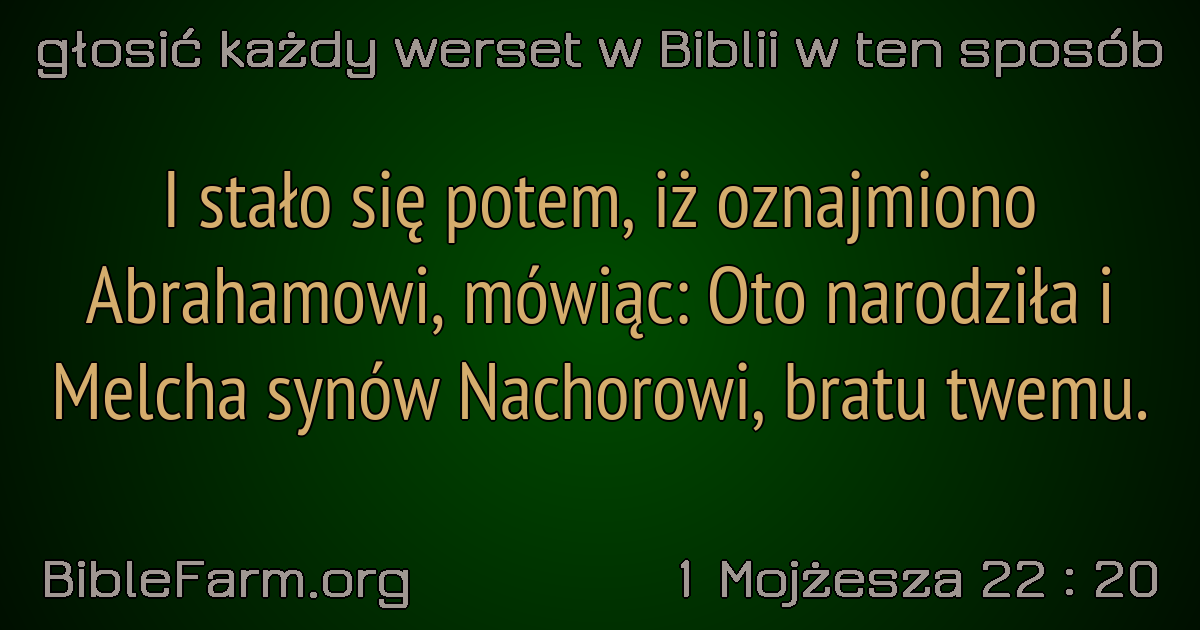 głosić każdy werset w Biblii w ten sposób
I stało się potem, iż oznajmiono
Abrahamowi, mówiąc: Oto narodziła i
Melcha synów Nachorowi, bratu twemu.
BibleFarm.org
1 Mojżesza 22 : 20